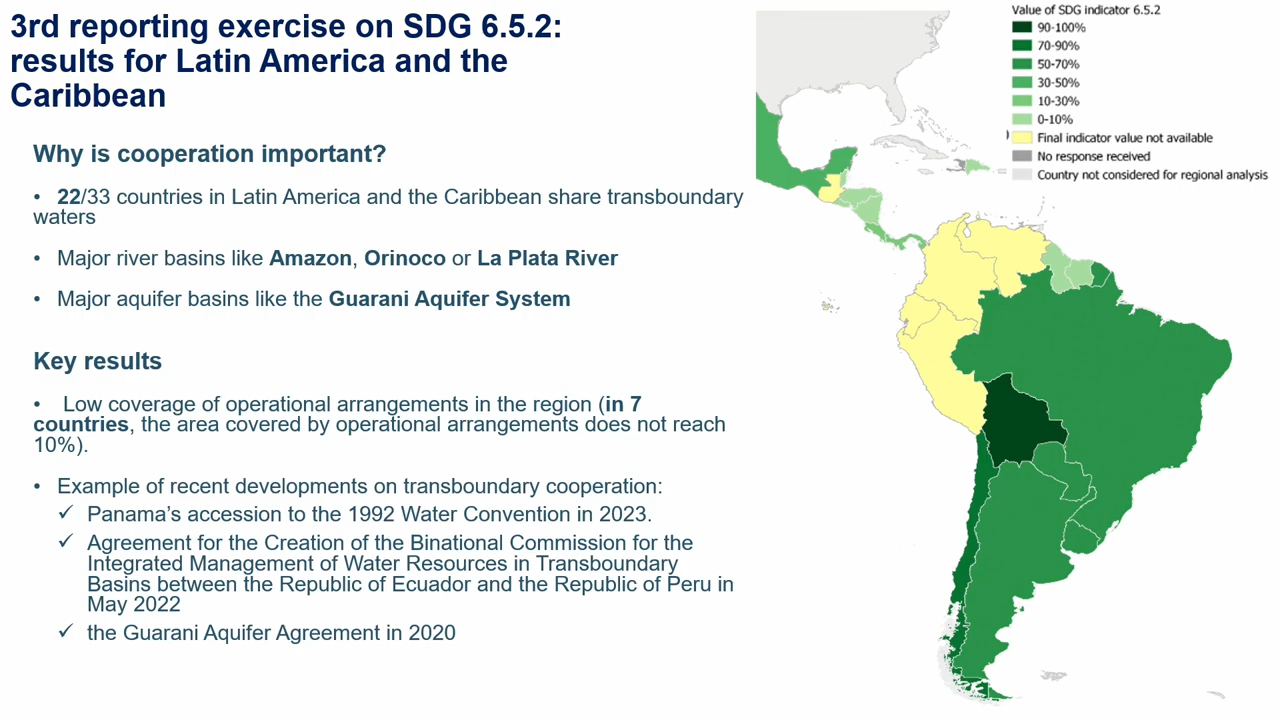 3rd reporting exercise on SDG 6.5.2:
results for Latin America and the
Caribbean
Why is cooperation important?
• 22/33 countries in Latin America and the Caribbean share transboundary
waters
• Major river basins like Amazon, Orinoco or La Plata River
• Major aquifer basins like the Guarani Aquifer System
Key results
• Low coverage of operational arrangements in the region (in 7
countries, the area covered by operational arrangements does not reach
10%).
• Example of recent developments on transboundary cooperation:
✓ Panama's accession to the 1992 Water Convention in 2023.
✓ Agreement for the Creation of the Binational Commission for the
Integrated Management of Water Resources in Transboundary
Basins between the Republic of Ecuador and the Republic of Peru in
May 2022
✓ the Guarani Aquifer Agreement in 2020
Value of SDG indicator 6.5.2
90-100%
70-90%
50-70%
30-50%
10-30%
0-10%
Final indicator value not available
No response received
Country not considered for regional analysis